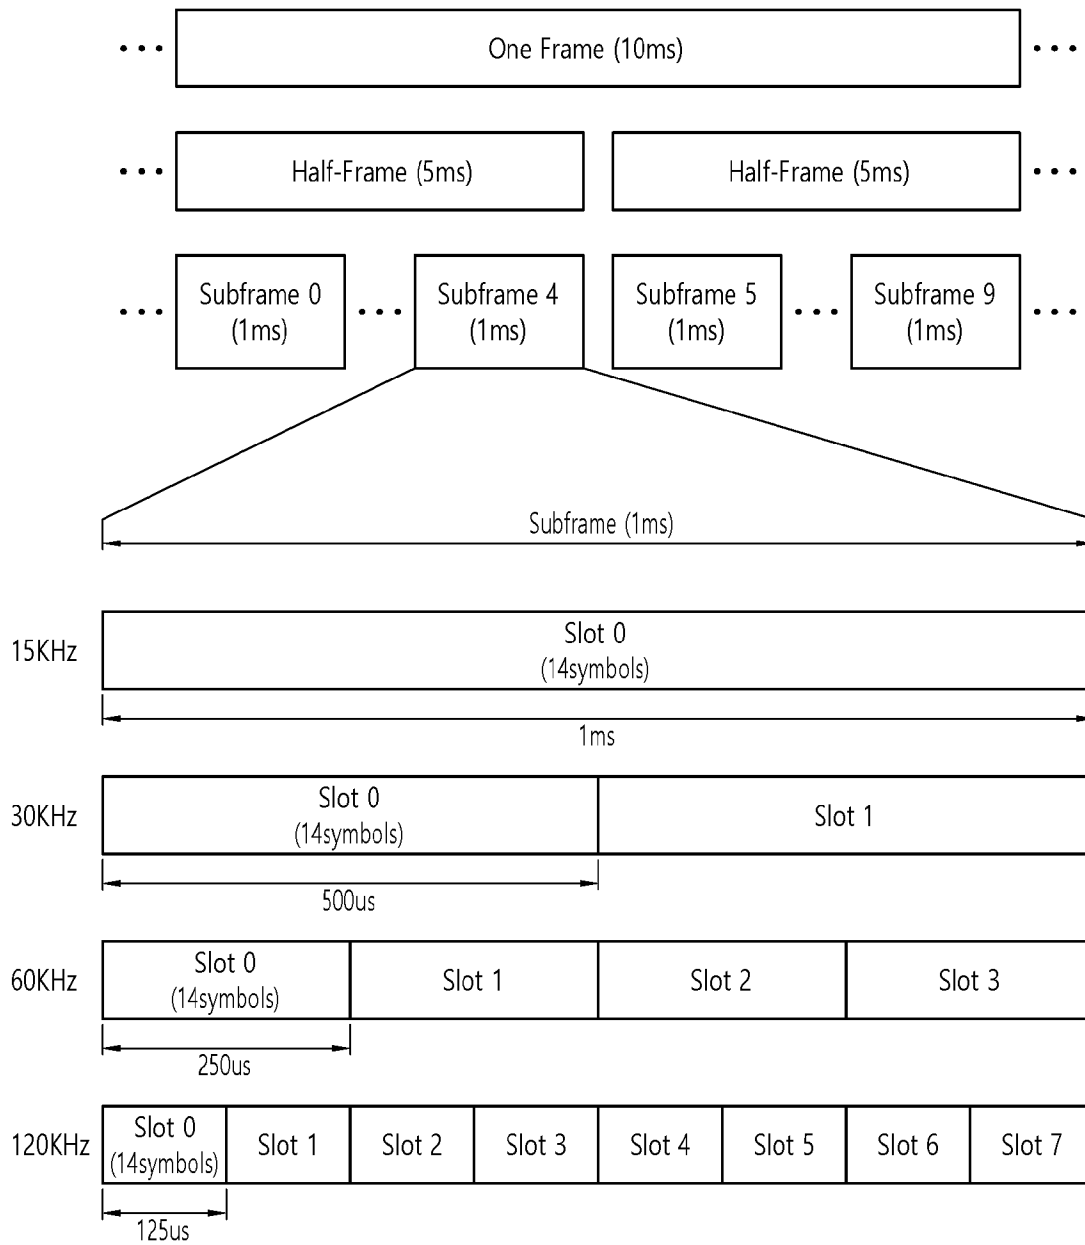 One Frame (10ms)
Half-Frame (5ms)
Half-Frame (5ms)
Subframe 0
(1ms)
Subframe 4
(1ms)
Subframe 5
(1ms)
Subframe 9
(1ms)
Subframe (1ms)
15KHz
Slot 0
(14symbols)
1ms
30KHz
Slot 0
(14symbols)
Slot 1
500us
60KHz
Slot 0
(14symbols)
Slot 1
Slot 2
Slot 3
250us
120KHz
Slot 0
(14symbols)
Slot 1
Slot 2
Slot 3
Slot 4
Slot 5
Slot 6
Slot 7
125us